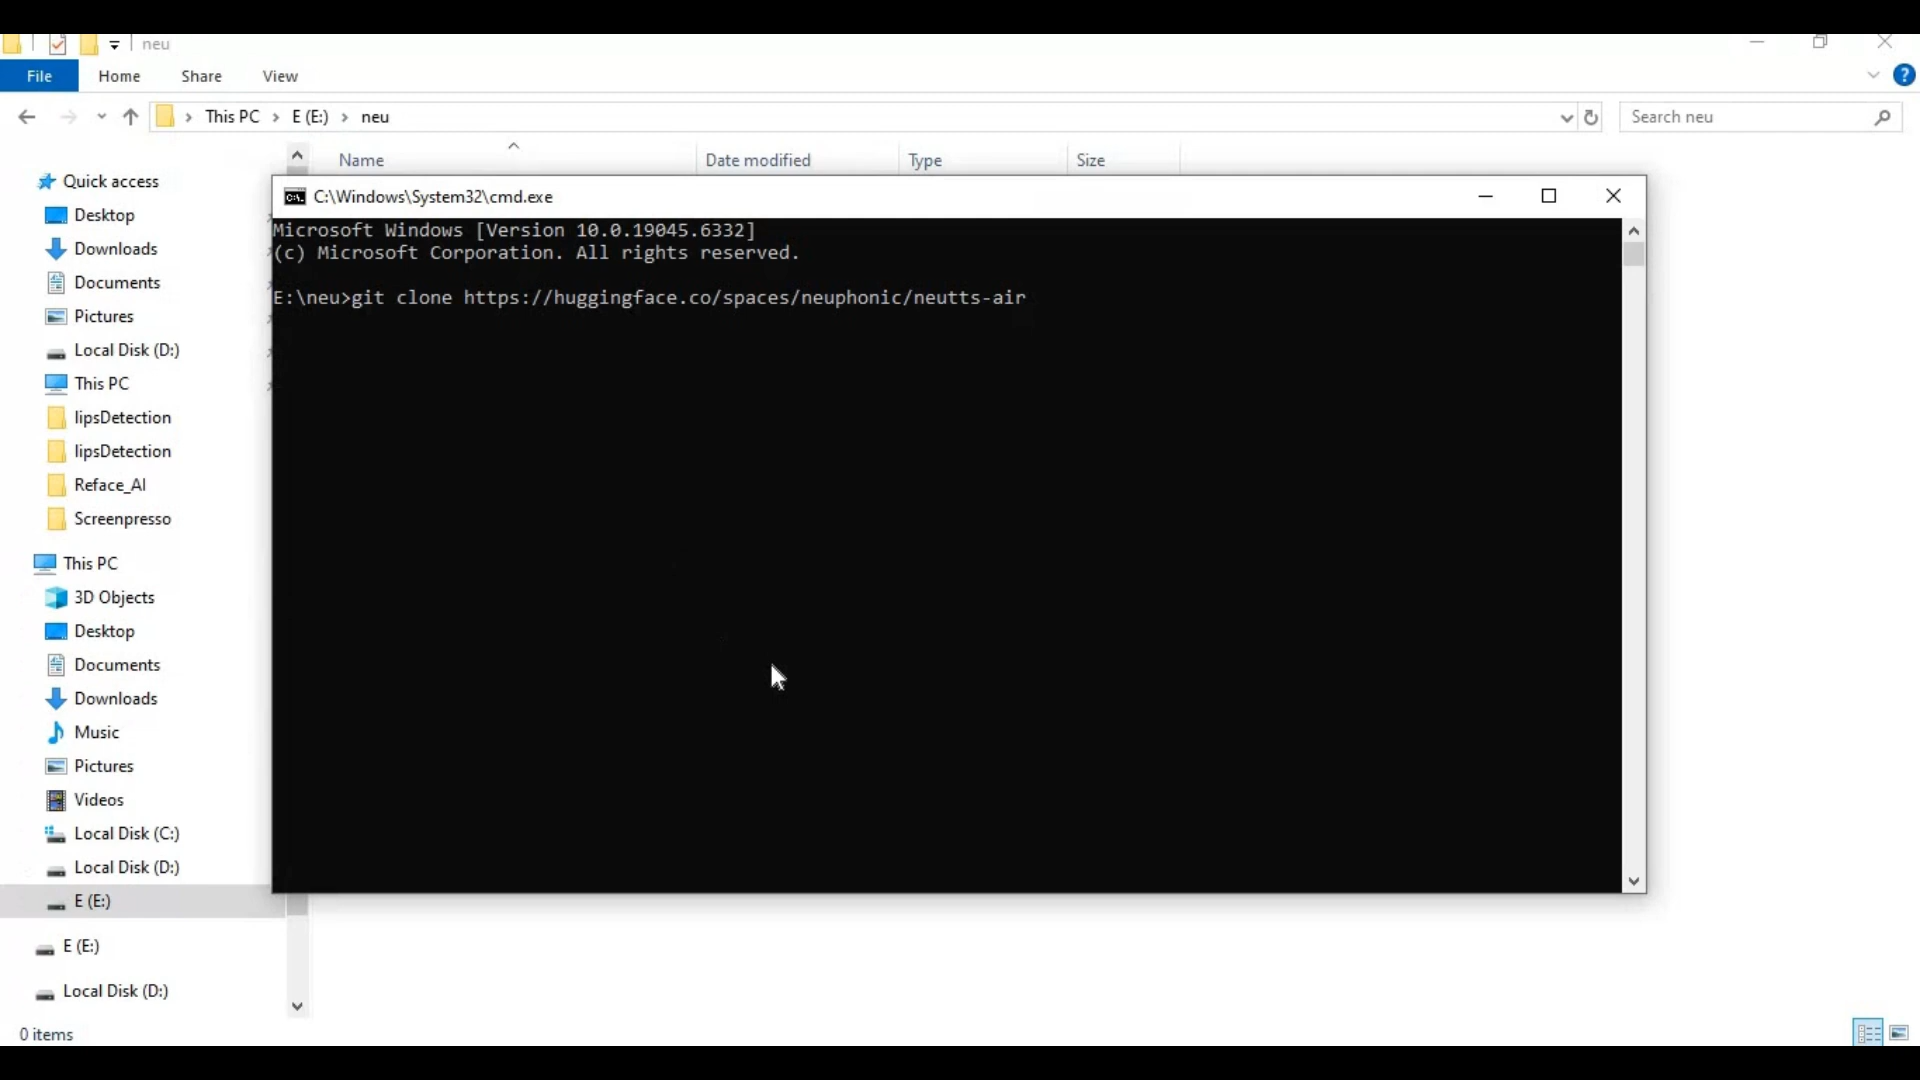 neu
File Home Share View
This PC E (E:) neu
Search neu
Name Date modified Type Size
Quick access
Desktop
Downloads
Documents
Pictures
Local Disk (D:)
This PC
lipsDetection
lipsDetection
Reface_AI
Screenpresso
This PC
3D Objects
Desktop
Documents
Downloads
Music
Pictures
Videos
Local Disk (C:)
Local Disk (D:)
E (E:)
E (E:)
Local Disk (D:)
0 items
C:\Windows\System32\cmd.exe
Microsoft Windows [Version 10.0.19045.6332]
(c) Microsoft Corporation. All rights reserved.
E:\neu>git clone https://huggingface.co/spaces/neuphonic/neutts-air